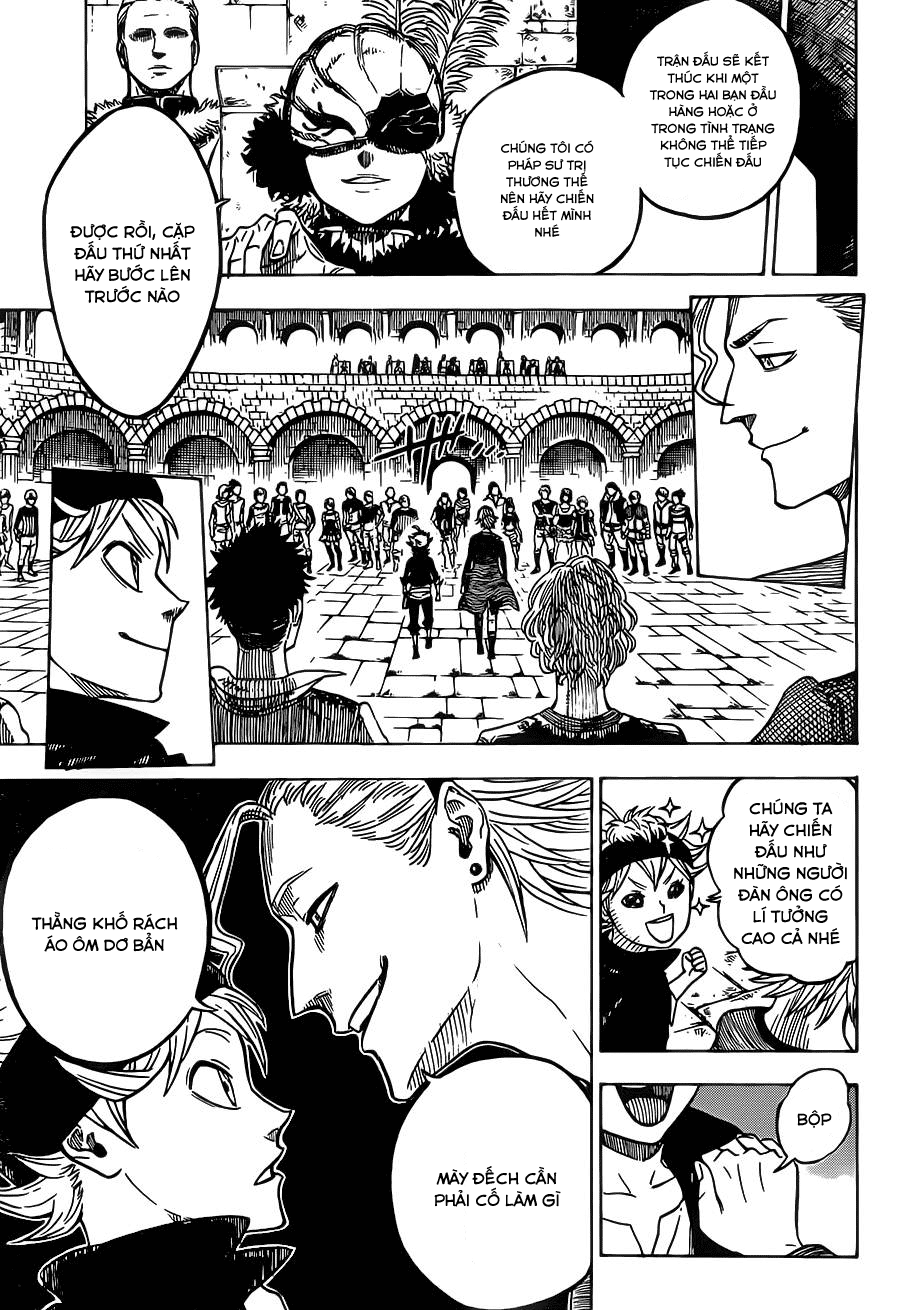 TRẬN ĐẤU SẼ KẾT
THÚC KHI MỘT
TRONG HAI BẠN ĐẦU
HÀNG HOẶC Ở
TRONG TÌNH TRẠNG
KHÔNG THỂ TIẾP
TỤC CHIẾN ĐẤU
CHÚNG TÔI CÓ
PHÁP SƯ TRỊ
THƯƠNG THẾ
NÊN HÃY CHIẾN
ĐẤU HẾT MÌNH
NHÉ
ĐƯỢC RỒI, CẶP
ĐẤU THỨ NHẤT
HÃY BƯỚC LÊN
TRƯỚC NÀO
CHÚNG TA
HÃY CHIẾN
ĐẤU NHƯ
NHỮNG NGƯỜI
ĐÀN ÔNG CÓ
LÍ TƯỞNG
CAO CẢ NHÉ
BỘP
THẰNG KHỐ RÁCH
ÁO ÔM DƠ BẨN
MÀY ĐẾCH CẦN
PHẢI CỐ LÀM GÌ